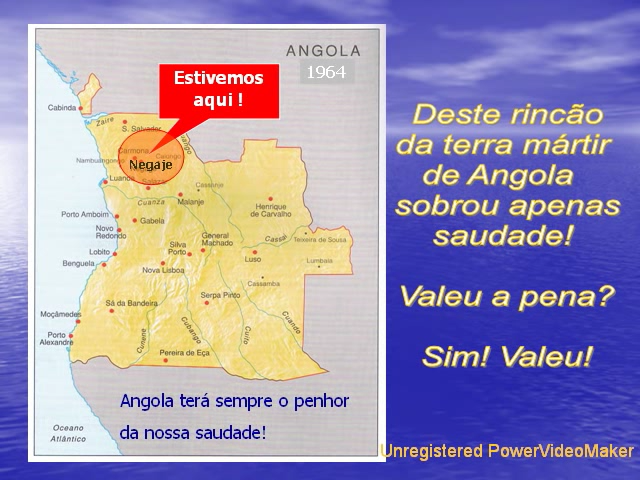 ANGOLA
1964
Estivemos
aqui !
Cabinda
Zaire
S. Salvador
Cuango
Carmona
Nambuangongo
Negaje
Luanda
Salazar
Cassanje
Cuanza
Malanje
Henrique
de Carvalho
Porto Amboim
Gabela
Novo
Redondo
General
Machado
Cassai
Teixeira de Sousa
Lobito
Silva
Porto
Luso
Lumbala
Benguela
Nova Lisboa
Cassamba
Sá da Bandeira
Serpa Pinto
Moçâmedes
Porto
Alexandre
Cunene
Cubango
Cuito
Cuando
Pereira de Eça
Angola terá sempre o penhor
da nossa saudade!
Oceano
Atlântico
Deste rincão
da terra mártir
de Angola
sobrou apenas
saudade!
Valeu a pena?
Sim! Valeu!
Unregistered PowerVideoMaker